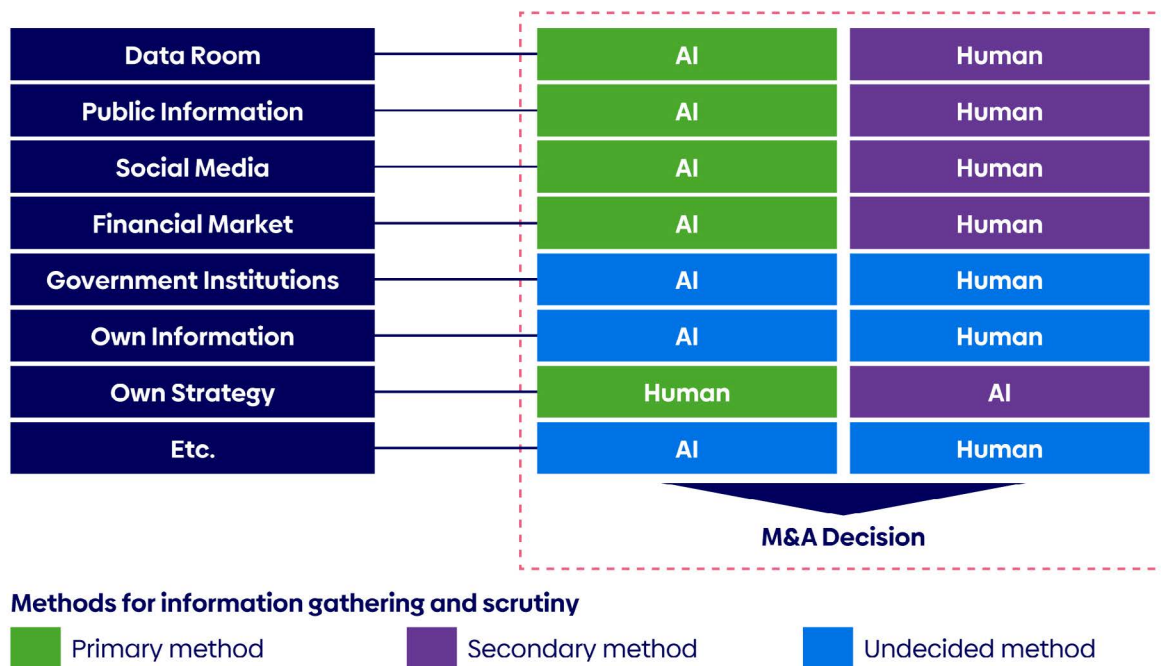 Data Room AI Human
Public Information AI Human
Social Media AI Human
Financial Market AI Human
Government Institutions AI Human
Own Information AI Human
Own Strategy Human AI
Etc. AI Human
M&A Decision
Methods for information gathering and scrutiny
Primary method Secondary method Undecided method